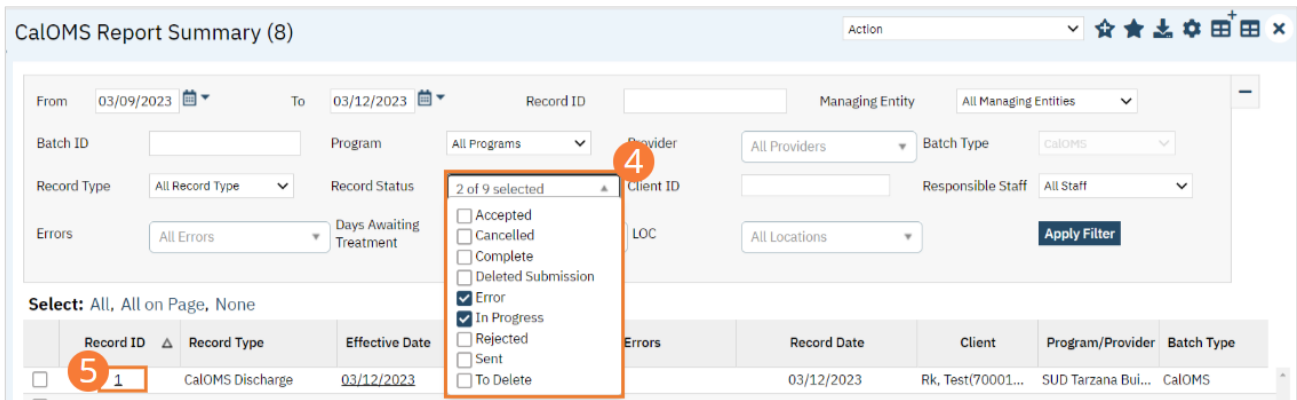 CalOMS Report Summary (8)
Action
From 03/09/2023 To 03/12/2023 Record ID Managing Entity All Managing Entities
Batch ID Program All Programs Provider All Providers Batch Type CalOMS
4
Record Type All Record Type Record Status 2 of 9 selected Client ID Responsible Staff All Staff
Errors All Errors Days Awaiting Treatment LOC All Locations Apply Filter
Accepted
Cancelled
Complete
Deleted Submission
Error
In Progress
Rejected
Sent
To Delete
Select: All, All on Page, None
Record ID Record Type Effective Date Errors Record Date Client Program/Provider Batch Type
5
1 CalOMS Discharge 03/12/2023 03/12/2023 Rk, Test(70001... SUD Tarzana Bui... CalOMS